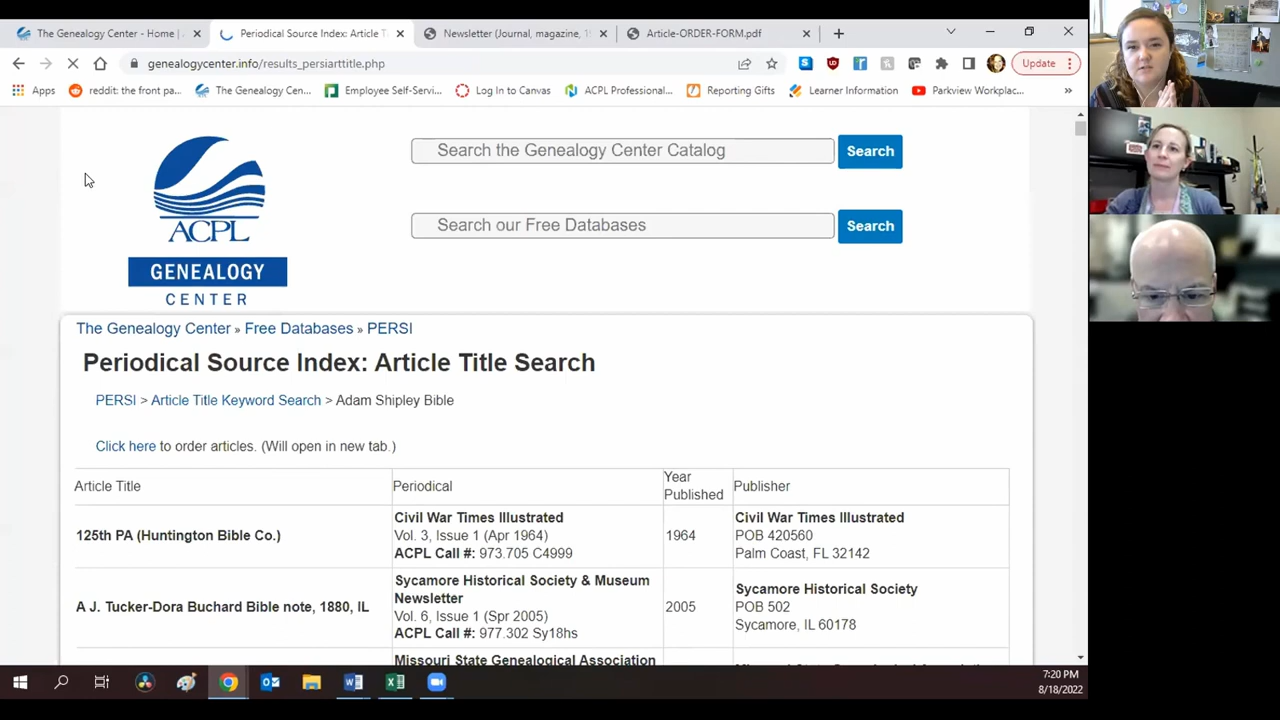 The Genealogy Center - Home |
Periodical Source Index: Article T
Newsletter (Journal, magazine, 1
Article-ORDER-FORM.pdf
genealogycenter.info/results_persiarttitle.php
Update
Apps
reddit: the front pa...
The Genealogy Cen...
Employee Self-Servi...
Log In to Canvas
ACPL Professional...
Reporting Gifts
Learner Information
Parkview Workplac...
»
Search the Genealogy Center Catalog
Search
Search our Free Databases
Search
ACPL
GENEALOGY
CENTER
The Genealogy Center » Free Databases » PERSI
Periodical Source Index: Article Title Search
PERSI > Article Title Keyword Search > Adam Shipley Bible
Click here to order articles. (Will open in new tab.)
Article Title
Periodical
Year
Published
Publisher
125th PA (Huntington Bible Co.)
Civil War Times Illustrated
Vol. 3, Issue 1 (Apr 1964)
ACPL Call #: 973.705 C4999
1964
Civil War Times Illustrated
POB 420560
Palm Coast, FL 32142
A J. Tucker-Dora Buchard Bible note, 1880, IL
Sycamore Historical Society & Museum
Newsletter
Vol. 6, Issue 1 (Spr 2005)
ACPL Call #: 977.302 Sy18hs
2005
Sycamore Historical Society
POB 502
Sycamore, IL 60178
Missouri State Genealogical Association
7:20 PM
8/18/2022